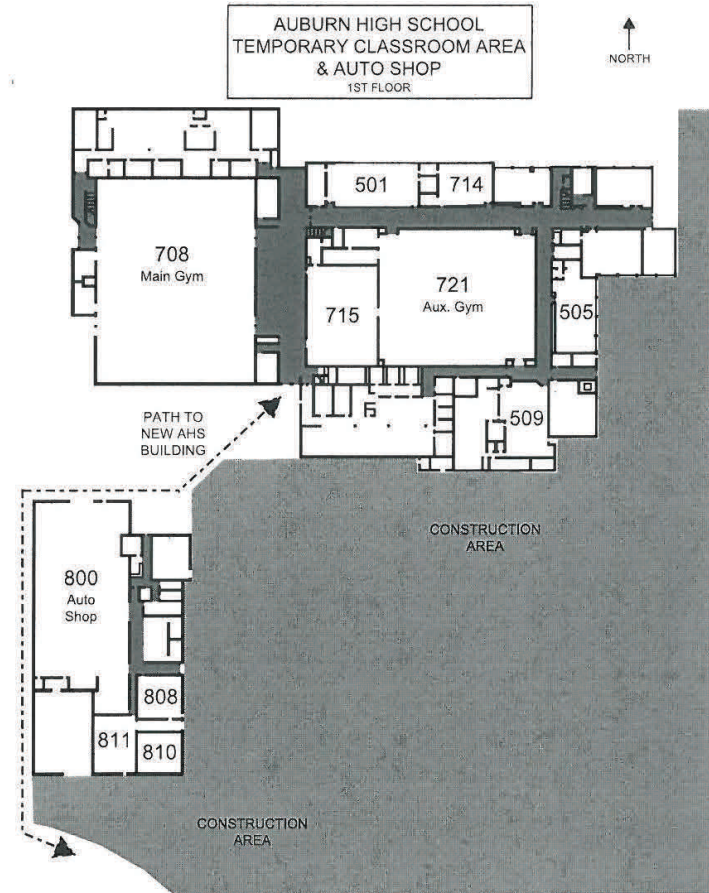 AUBURN HIGH SCHOOL
TEMPORARY CLASSROOM AREA
& AUTO SHOP
1ST FLOOR
NORTH
501
714
708
Main Gym
721
Aux. Gym
715
505
509
PATH TO
NEW AHS
BUILDING
CONSTRUCTION
AREA
800
Auto
Shop
808
811
810
CONSTRUCTION
AREA